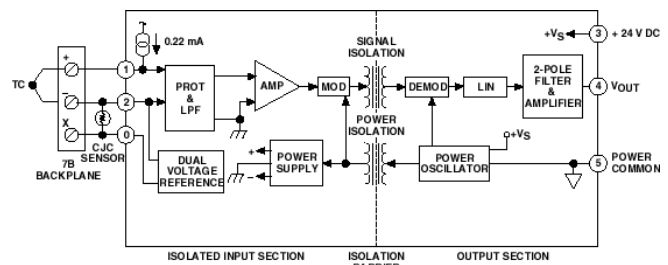 0.22 mA
SIGNAL
ISOLATION
+VS
3
+ 24 V DC
TC
+
−
X
1
2
0
PROT
&
LPF
AMP
MOD
DEMOD
LIN
2-POLE
FILTER
&
AMPLIFIER
4
VOUT
CJC
SENSOR
7B
BACKPLANE
DUAL
VOLTAGE
REFERENCE
+
−
POWER
SUPPLY
POWER
ISOLATION
+VS
POWER
OSCILLATOR
5
POWER
COMMON
ISOLATED INPUT SECTION
ISOLATION
BARRIER
OUTPUT SECTION